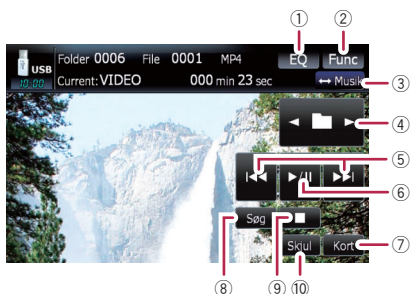 ① ②
USB Folder 0006 File 0001 MP4 EQ Func
10:00 Current: VIDEO 000 min 23 sec ↔ Musik
③
④
⑤
⑥
Søg
Skjul Kort
⑦
⑧ ⑨ ⑩